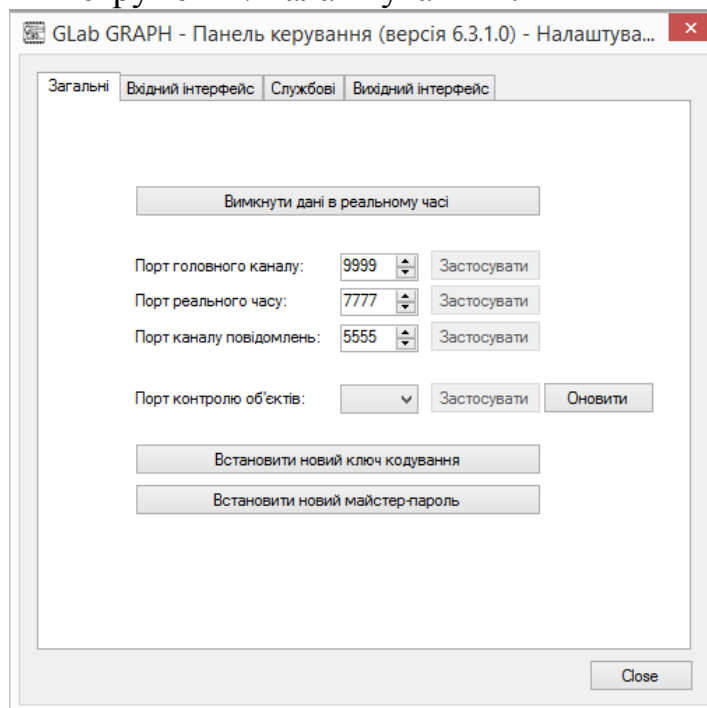 GLab GRAPH - Панель керування (версія 6.3.1.0) - Налаштува...
Загальні Вхідний інтерфейс Службові Вихідний інтерфейс
Вимкнути дані в реальному часі
Порт головного каналу: 9999 Застосувати
Порт реального часу: 7777 Застосувати
Порт каналу повідомлень: 5555 Застосувати
Порт контролю об'єктів: Застосувати Оновити
Встановити новий ключ кодування
Встановити новий майстер-пароль
Close